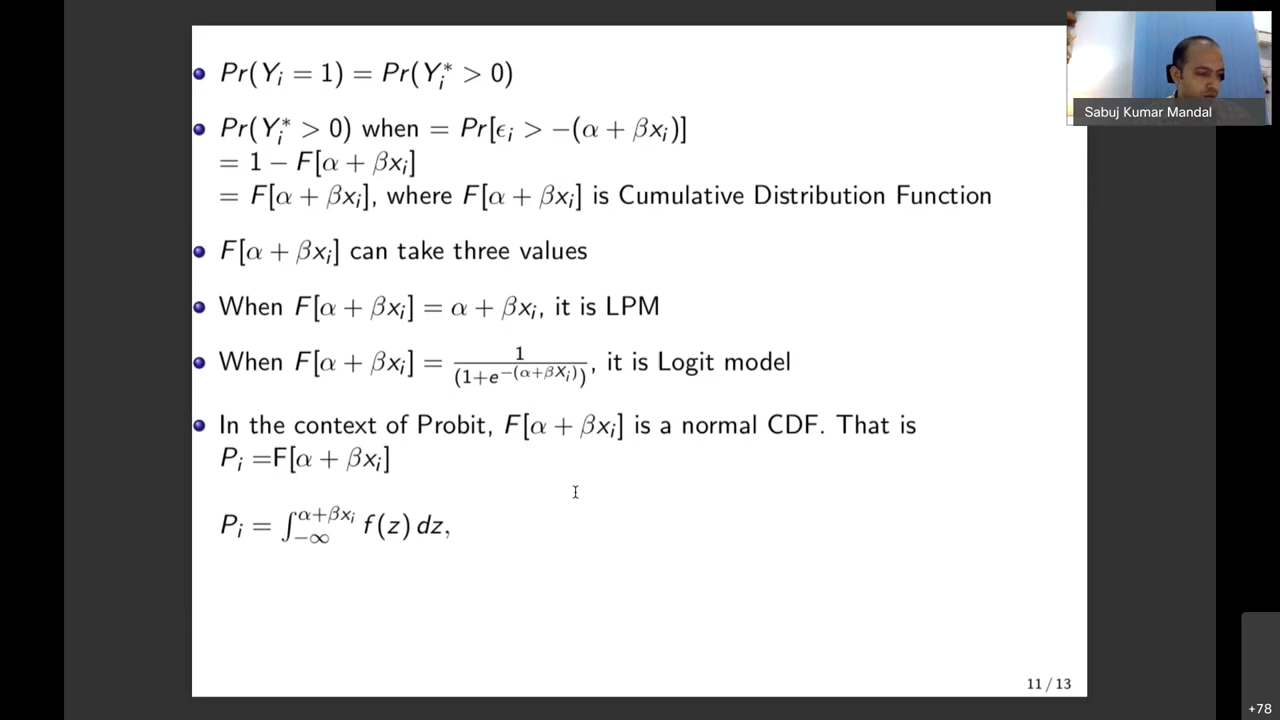 Pr(Y_i = 1) = Pr(Y_i^* > 0)
Pr(Y_i^* > 0) when = Pr[ϵ_i > −(α + βx_i)]
= 1 − F[α + βx_i]
= F[α + βx_i], where F[α + βx_i] is Cumulative Distribution Function
F[α + βx_i] can take three values
When F[α + βx_i] = α + βx_i, it is LPM
When F[α + βx_i] = \frac{1}{(1+e^{−(α+βX_i)})}, it is Logit model
In the context of Probit, F[α + βx_i] is a normal CDF. That is
P_i =F[α + βx_i]
P_i = ∫_{−∞}^{α+βx_i} f(z) dz,
11 / 13
Sabuj Kumar Mandal
+78